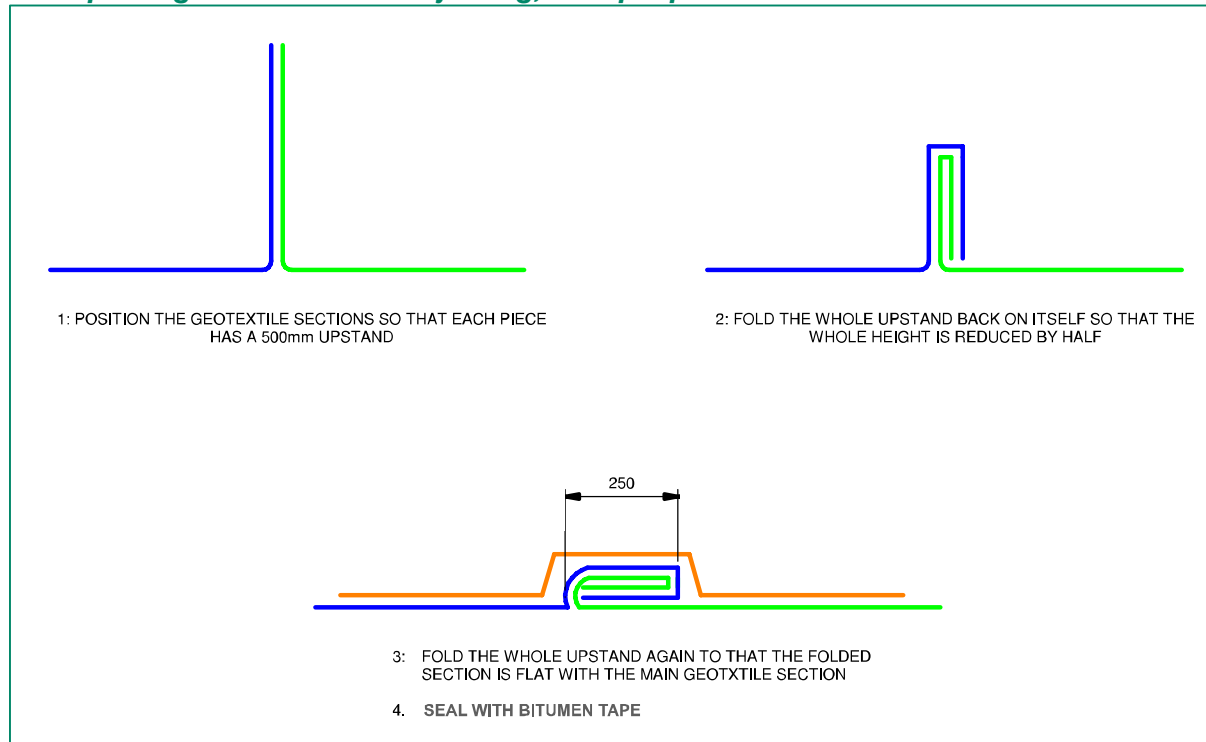 1: POSITION THE GEOTEXTILE SECTIONS SO THAT EACH PIECE
HAS A 500mm UPSTAND
2: FOLD THE WHOLE UPSTAND BACK ON ITSELF SO THAT THE
WHOLE HEIGHT IS REDUCED BY HALF
250
3: FOLD THE WHOLE UPSTAND AGAIN TO THAT THE FOLDED
SECTION IS FLAT WITH THE MAIN GEOTXTILE SECTION
4. SEAL WITH BITUMEN TAPE